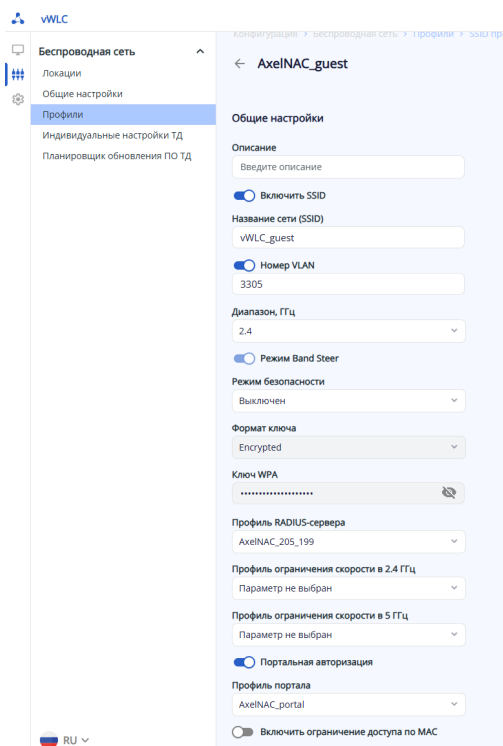 vWLC
Конфигурация > Беспроводная сеть > Профили > SSID пр
Беспроводная сеть
Локации
Общие настройки
Профили
Индивидуальные настройки ТД
Планировщик обновления ПО ТД
← AxelNAC_guest
Общие настройки
Описание
Введите описание
Включить SSID
Название сети (SSID)
vWLC_guest
Номер VLAN
3305
Диапазон, ГГц
2.4
Режим Band Steer
Режим безопасности
Выключен
Формат ключа
Encrypted
Ключ WPA
••••••••••••••••••••
Профиль RADIUS-сервера
AxelNAC_205_199
Профиль ограничения скорости в 2.4 ГГц
Параметр не выбран
Профиль ограничения скорости в 5 ГГц
Параметр не выбран
Портальная авторизация
Профиль портала
AxelNAC_portal
Включить ограничение доступа по MAC
RU